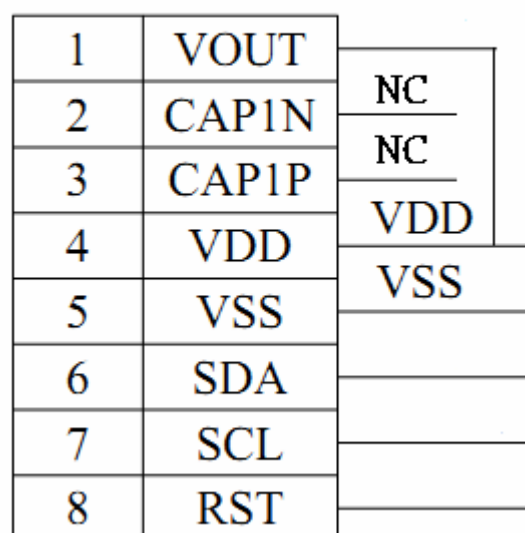 1 VOUT
NC
2 CAP1N
NC
3 CAP1P
VDD
4 VDD
VSS
5 VSS
6 SDA
7 SCL
8 RST